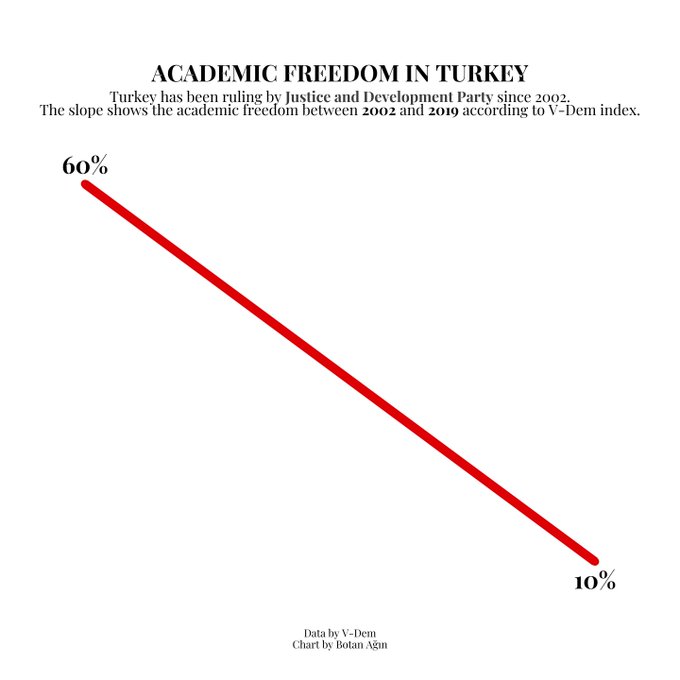 ACADEMIC FREEDOM IN TURKEY
Turkey has been ruling by Justice and Development Party since 2002.
The slope shows the academic freedom between 2002 and 2019 according to V-Dem index.
60%
10%
Data by V-Dem
Chart by Botan Ağın